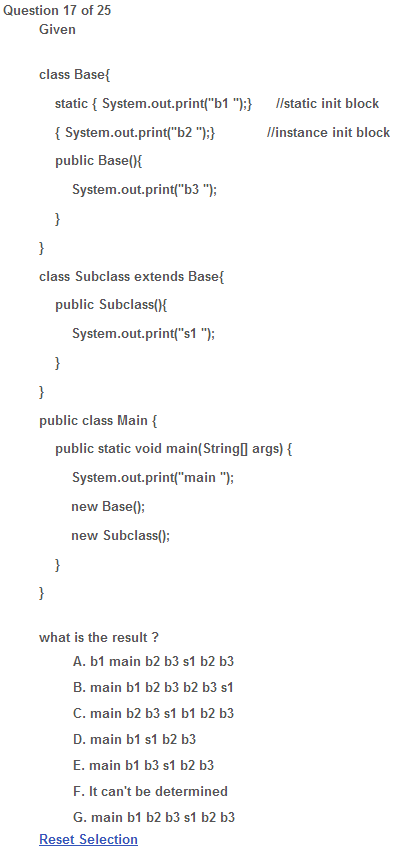 Question 17 of 25
Given
class Base{
static { System.out.print("b1 ");} //static init block
{ System.out.print("b2 ");} //instance init block
public Base(){
System.out.print("b3 ");
}
}
class Subclass extends Base{
public Subclass(){
System.out.print("s1 ");
}
}
public class Main {
public static void main(String[] args) {
System.out.print("main ");
new Base();
new Subclass();
}
}
what is the result ?
A. b1 main b2 b3 s1 b2 b3
B. main b1 b2 b3 b2 b3 s1
C. main b2 b3 s1 b1 b2 b3
D. main b1 s1 b2 b3
E. main b1 b3 s1 b2 b3
F. It can't be determined
G. main b1 b2 b3 s1 b2 b3
Reset Selection